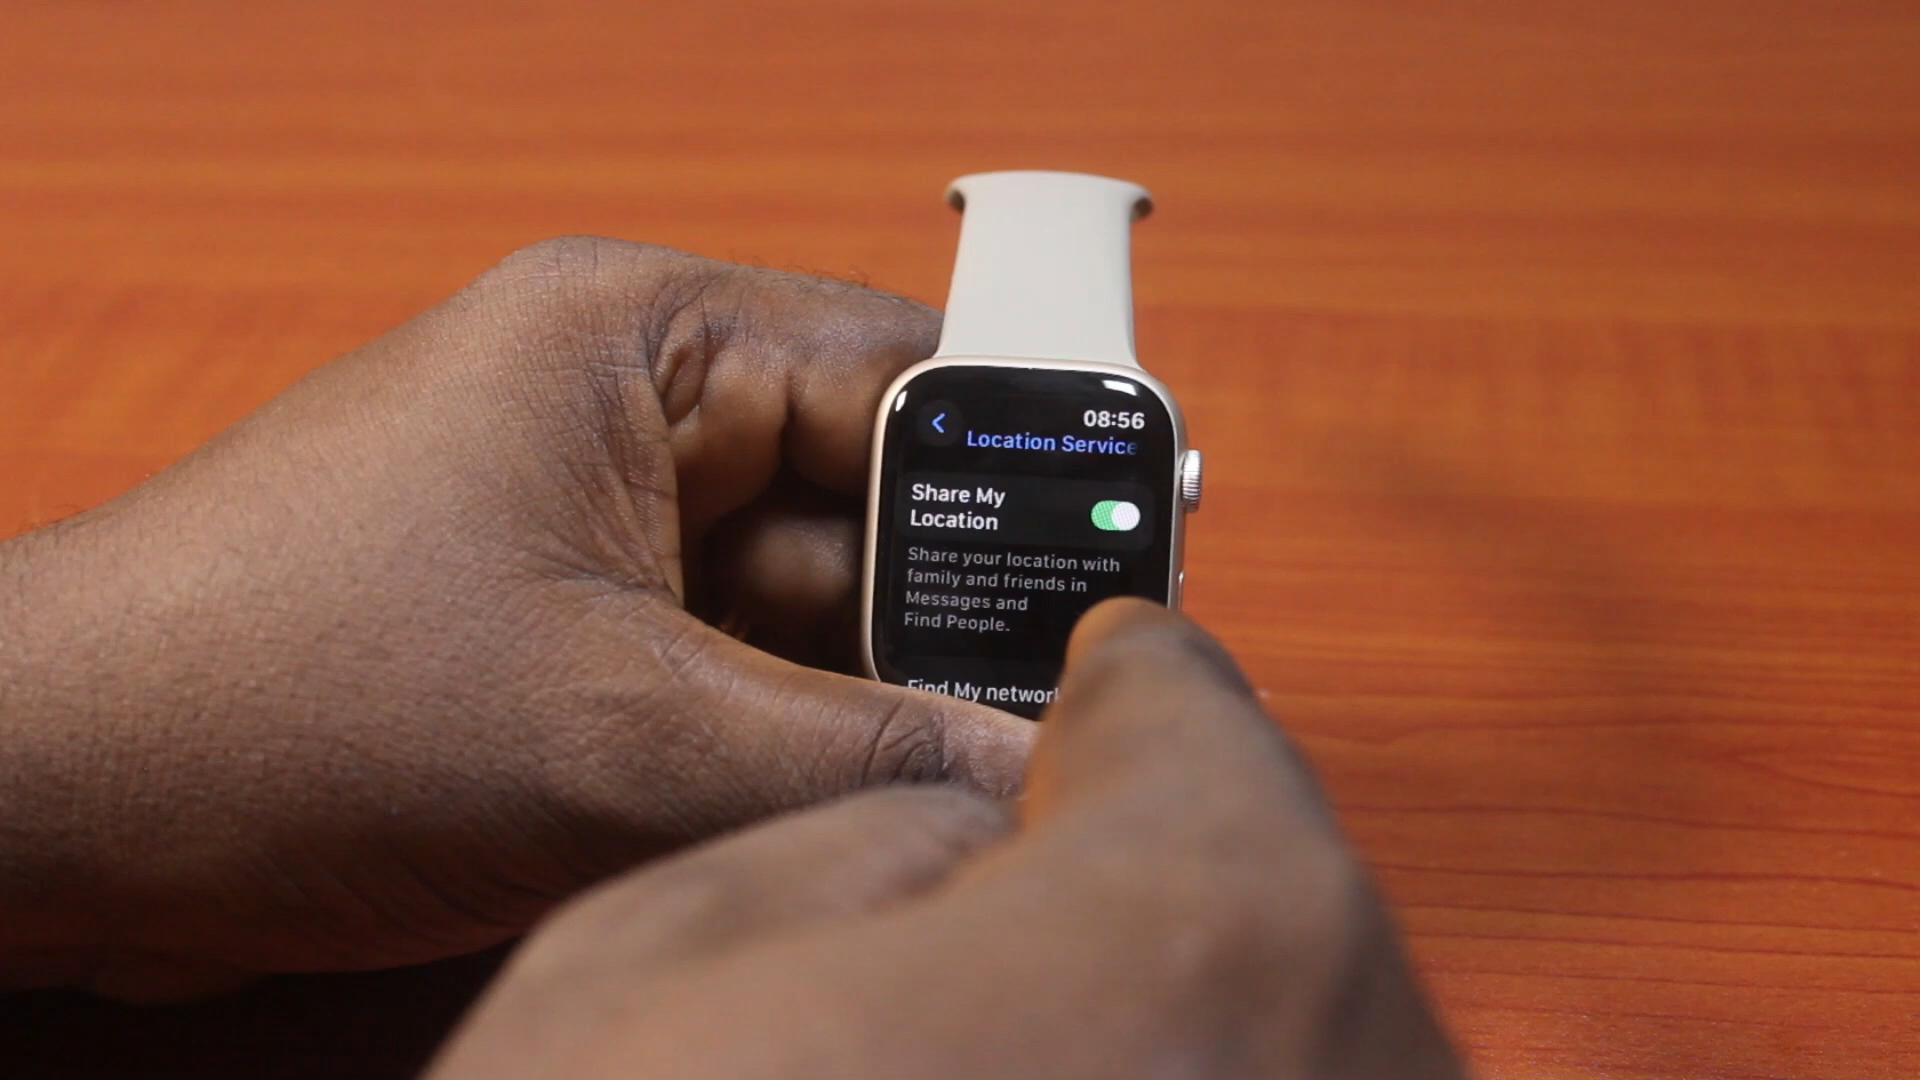 08:56
Location Service
Share My
Location
Share your location with
family and friends in
Messages and
Find People.
Find My network